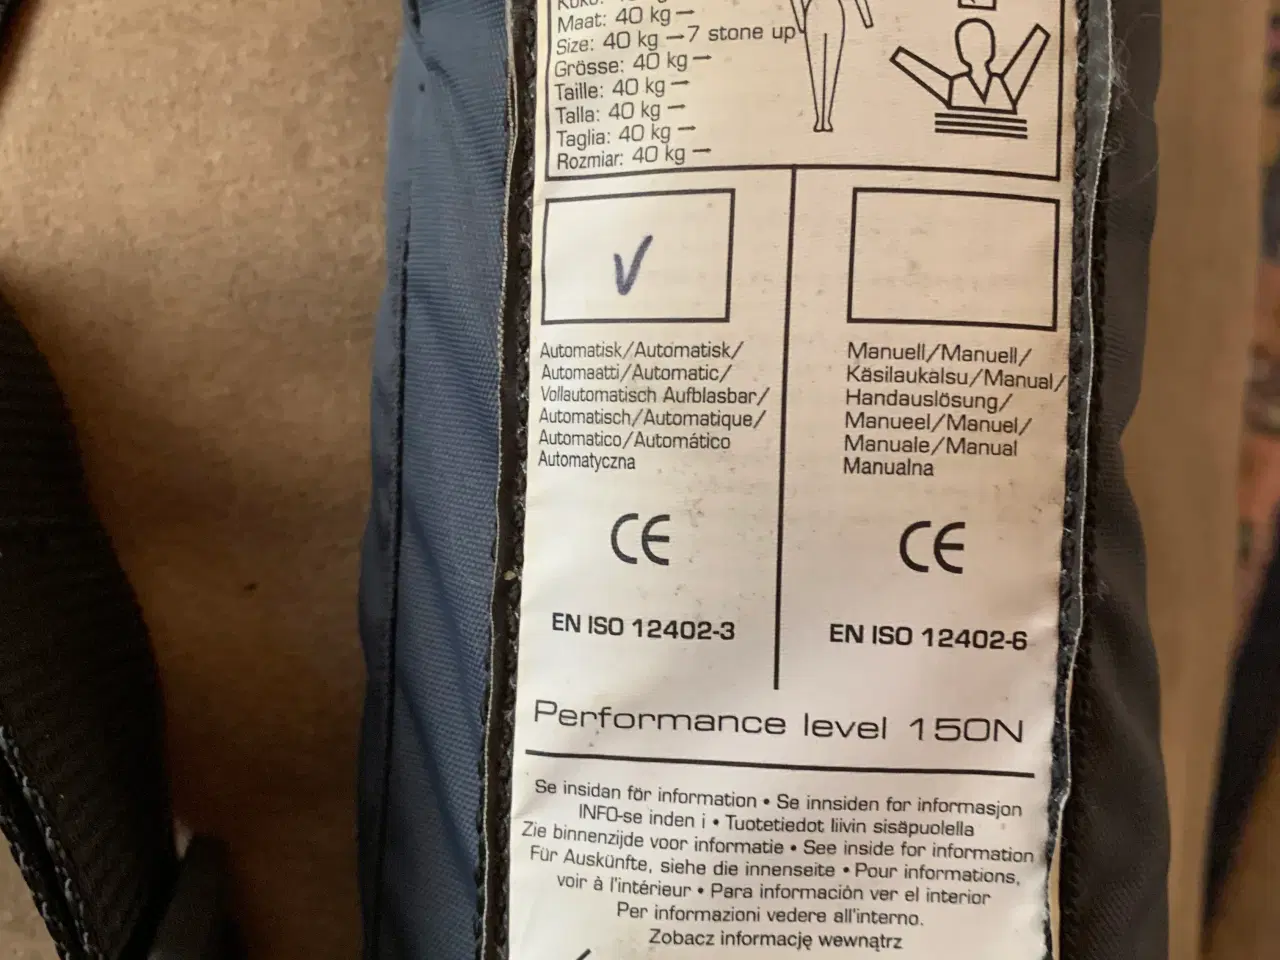 Maat: 40 kg –
Size: 40 kg – 7 stone up
Grösse: 40 kg –
Taille: 40 kg –
Talla: 40 kg –
Taglia: 40 kg –
Rozmiar: 40 kg –
Automatisk/Automatisk/
Automaatti/Automatic/
Vollautomatisch Aufblasbar/
Automatisch/Automatique/
Automatico/Automático
Automatyczna
CE
EN ISO 12402-3
Manuell/Manuell/
Käsilaukalsu/Manual/
Handauslösung/
Manueel/Manuel/
Manuale/Manual
Manualna
CE
EN ISO 12402-6
Performance level 150N
Se insidan för information • Se innsiden for informasjon
INFO-se inden i • Tuotetiedot liivin sisäpuolella
Zie binnenzijde voor informatie • See inside for information
Für Auskünfte, siehe die innenseite • Pour informations,
voir à l'intérieur • Para información ver el interior
Per informazioni vedere all'interno.
Zobacz informację wewnątrz